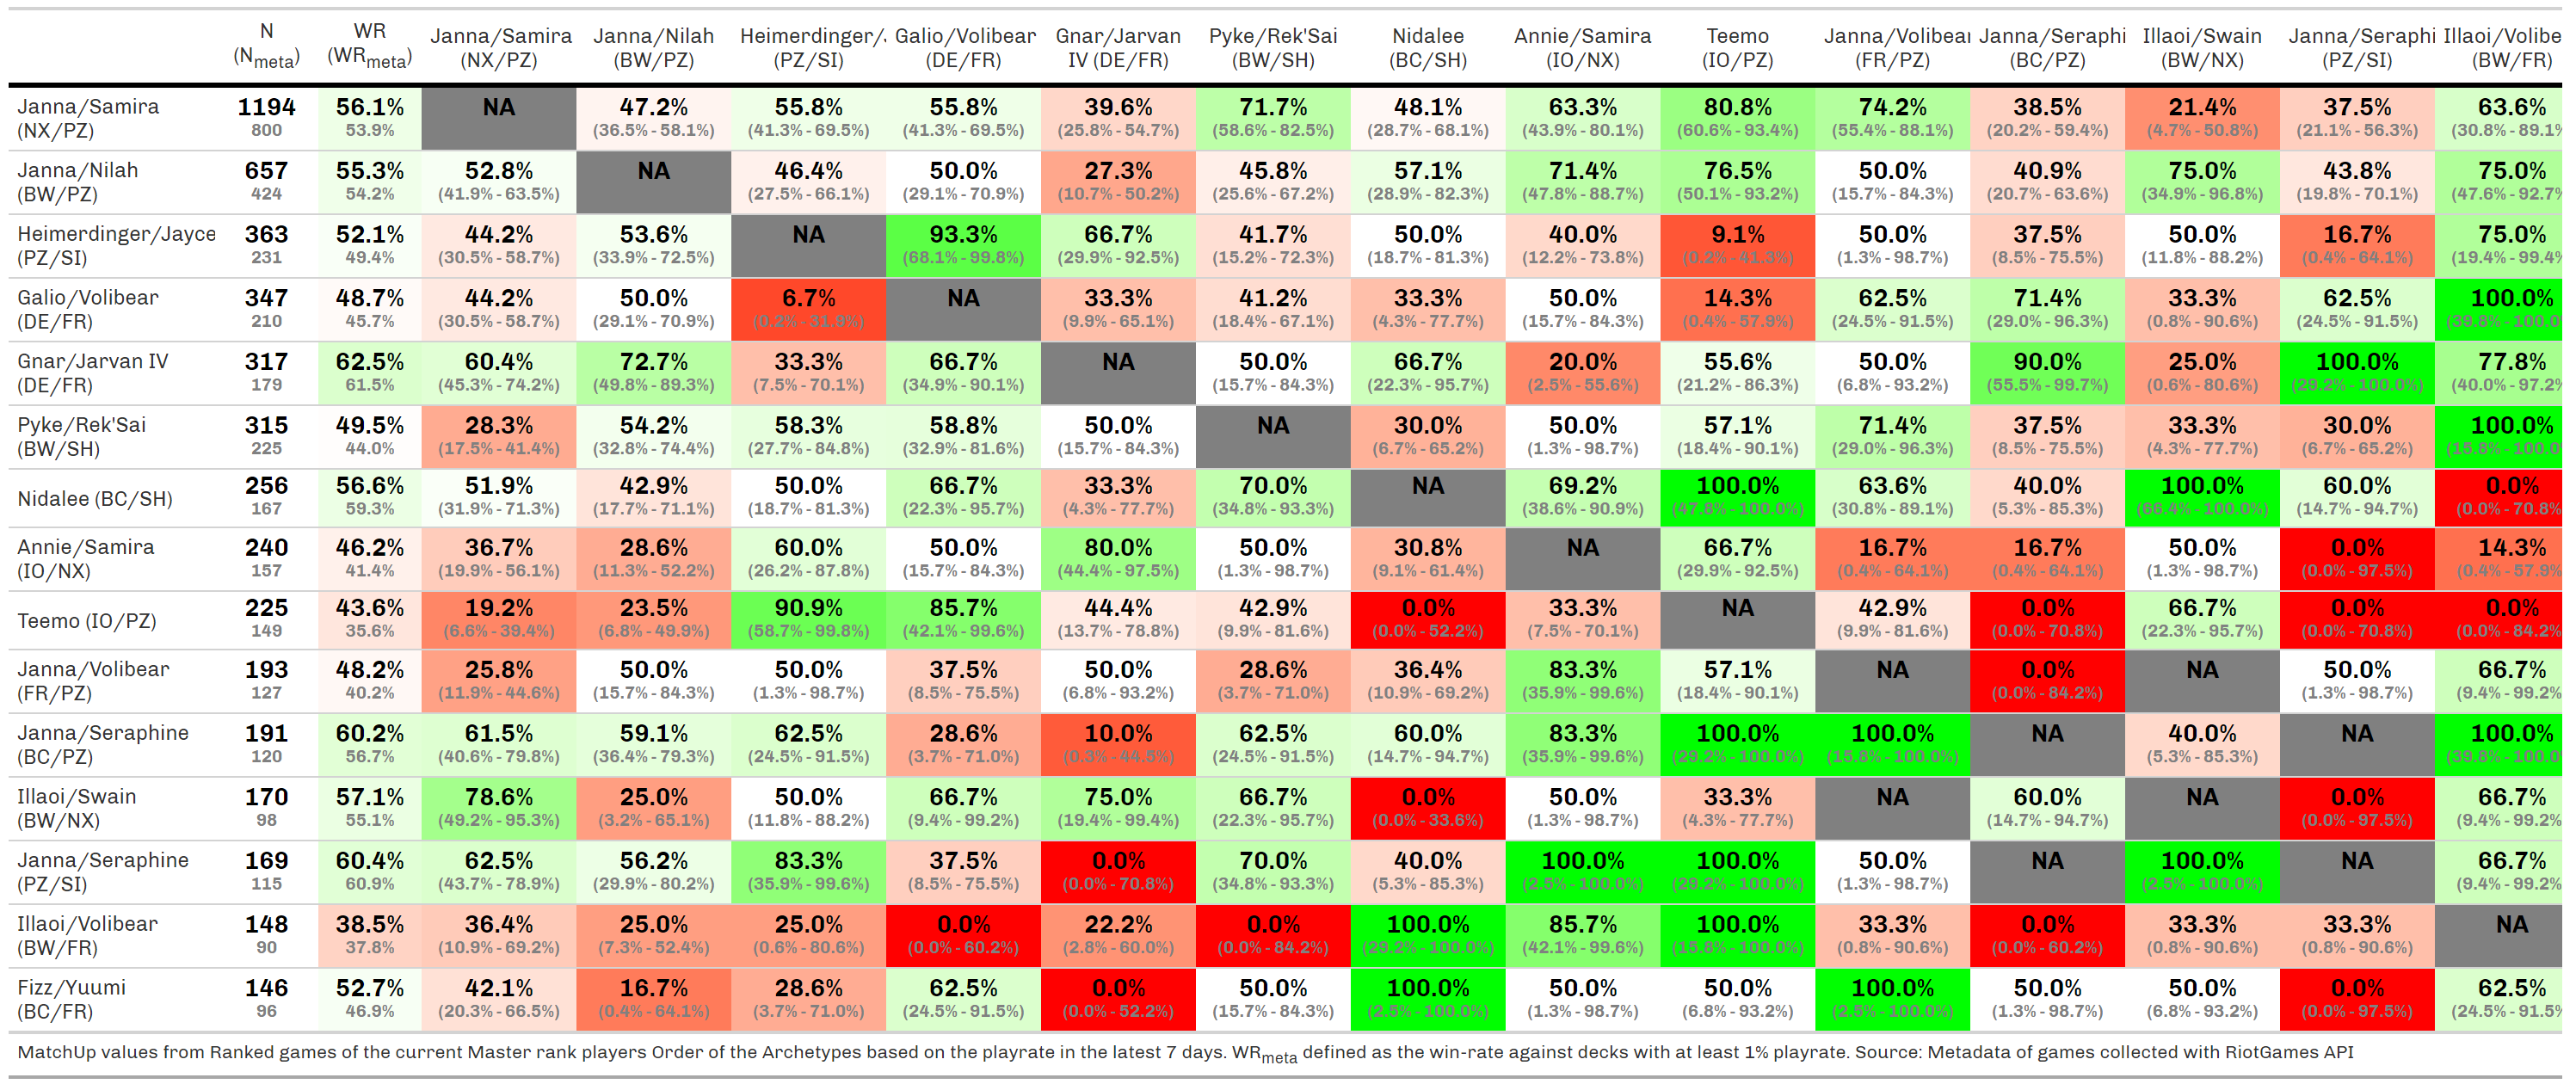 N WR Janna/Samira Janna/Nilah Heimerdinger/ Galio/Volibear Gnar/Jarvan Pyke/Rek'Sai Nidalee Annie/Samira Teemo Janna/Volibear Janna/Seraphi Illaoi/Swain Janna/Seraphi Illaoi/Volibe
(Nmeta) (WRmeta) (NX/PZ) (BW/PZ) (PZ/SI) (DE/FR) IV (DE/FR) (BW/SH) (BC/SH) (IO/NX) (IO/PZ) (FR/PZ) (BC/PZ) (BW/NX) (PZ/SI) (BW/FR)
Janna/Samira 1194 56.1% NA 47.2% 55.8% 55.8% 39.6% 71.7% 48.1% 63.3% 80.8% 74.2% 38.5% 21.4% 37.5% 63.6%
(NX/PZ) 800 53.9% (36.5% - 58.1%) (41.3% - 69.5%) (41.3% - 69.5%) (25.8% - 54.7%) (58.6% - 82.5%) (28.7% - 68.1%) (43.9% - 80.1%) (60.6% - 93.4%) (55.4% - 88.1%) (20.2% - 59.4%) (4.7% - 50.8%) (21.1% - 56.3%) (30.8% - 89.1%
Janna/Nilah 657 55.3% 52.8% NA 46.4% 50.0% 27.3% 45.8% 57.1% 71.4% 76.5% 50.0% 40.9% 75.0% 43.8% 75.0%
(BW/PZ) 424 54.2% (41.9% - 63.5%) (27.5% - 66.1%) (29.1% - 70.9%) (10.7% - 50.2%) (25.6% - 67.2%) (28.9% - 82.3%) (47.8% - 88.7%) (50.1% - 93.2%) (15.7% - 84.3%) (20.7% - 63.6%) (34.9% - 96.8%) (19.8% - 70.1%) (47.6% - 92.7%
Heimerdinger/Jayce 363 52.1% 44.2% 53.6% NA 93.3% 66.7% 41.7% 50.0% 40.0% 9.1% 50.0% 37.5% 50.0% 16.7% 75.0%
(PZ/SI) 231 49.4% (30.5% - 58.7%) (33.9% - 72.5%) (68.1% - 99.8%) (29.9% - 92.5%) (15.2% - 72.3%) (18.7% - 81.3%) (12.2% - 73.8%) (0.2% - 41.3%) (1.3% - 98.7%) (8.5% - 75.5%) (11.8% - 88.2%) (0.4% - 64.1%) (19.4% - 99.4%
Galio/Volibear 347 48.7% 44.2% 50.0% 6.7% NA 33.3% 41.2% 33.3% 50.0% 14.3% 62.5% 71.4% 33.3% 62.5% 100.0%
(DE/FR) 210 45.7% (30.5% - 58.7%) (29.1% - 70.9%) (0.2% - 31.9%) (9.9% - 65.1%) (18.4% - 67.1%) (4.3% - 77.7%) (15.7% - 84.3%) (0.4% - 57.9%) (24.5% - 91.5%) (29.0% - 96.3%) (0.8% - 90.6%) (24.5% - 91.5%) (39.8% - 100.0
Gnar/Jarvan IV 317 62.5% 60.4% 72.7% 33.3% 66.7% NA 50.0% 66.7% 20.0% 55.6% 50.0% 90.0% 25.0% 100.0% 77.8%
(DE/FR) 179 61.5% (45.3% - 74.2%) (49.8% - 89.3%) (7.5% - 70.1%) (34.9% - 90.1%) (15.7% - 84.3%) (22.3% - 95.7%) (2.5% - 55.6%) (21.2% - 86.3%) (6.8% - 93.2%) (55.5% - 99.7%) (0.6% - 80.6%) (29.2% - 100.0%) (40.0% - 97.2%
Pyke/Rek'Sai 315 49.5% 28.3% 54.2% 58.3% 58.8% 50.0% NA 30.0% 50.0% 57.1% 71.4% 37.5% 33.3% 30.0% 100.0%
(BW/SH) 225 44.0% (17.5% - 41.4%) (32.8% - 74.4%) (27.7% - 84.8%) (32.9% - 81.6%) (15.7% - 84.3%) (6.7% - 65.2%) (1.3% - 98.7%) (18.4% - 90.1%) (29.0% - 96.3%) (8.5% - 75.5%) (4.3% - 77.7%) (6.7% - 65.2%) (15.8% - 100.0
Nidalee (BC/SH) 256 56.6% 51.9% 42.9% 50.0% 66.7% 33.3% 70.0% NA 69.2% 100.0% 63.6% 40.0% 100.0% 60.0% 0.0%
167 59.3% (31.9% - 71.3%) (17.7% - 71.1%) (18.7% - 81.3%) (22.3% - 95.7%) (4.3% - 77.7%) (34.8% - 93.3%) (38.6% - 90.9%) (47.8% - 100.0%) (30.8% - 89.1%) (5.3% - 85.3%) (66.4% - 100.0%) (14.7% - 94.7%) (0.0% - 70.8%
Annie/Samira 240 46.2% 36.7% 28.6% 60.0% 50.0% 80.0% 50.0% 30.8% NA 66.7% 16.7% 16.7% 50.0% 0.0% 14.3%
(IO/NX) 157 41.4% (19.9% - 56.1%) (11.3% - 52.2%) (26.2% - 87.8%) (15.7% - 84.3%) (44.4% - 97.5%) (1.3% - 98.7%) (9.1% - 61.4%) (29.9% - 92.5%) (0.4% - 64.1%) (0.4% - 64.1%) (1.3% - 98.7%) (0.0% - 97.5%) (0.4% - 57.9%
Teemo (IO/PZ) 225 43.6% 19.2% 23.5% 90.9% 85.7% 44.4% 42.9% 0.0% 33.3% NA 42.9% 0.0% 66.7% 0.0% 0.0%
149 35.6% (6.6% - 39.4%) (6.8% - 49.9%) (58.7% - 99.8%) (42.1% - 99.6%) (13.7% - 78.8%) (9.9% - 81.6%) (0.0% - 52.2%) (7.5% - 70.1%) (9.9% - 81.6%) (0.0% - 70.8%) (22.3% - 95.7%) (0.0% - 70.8%) (0.0% - 84.2%
Janna/Volibear 193 48.2% 25.8% 50.0% 50.0% 37.5% 50.0% 28.6% 36.4% 83.3% 57.1% NA 0.0% NA 50.0% 66.7%
(FR/PZ) 127 40.2% (11.9% - 44.6%) (15.7% - 84.3%) (1.3% - 98.7%) (8.5% - 75.5%) (6.8% - 93.2%) (3.7% - 71.0%) (10.9% - 69.2%) (35.9% - 99.6%) (18.4% - 90.1%) (0.0% - 84.2%) (1.3% - 98.7%) (9.4% - 99.2%
Janna/Seraphine 191 60.2% 61.5% 59.1% 62.5% 28.6% 10.0% 62.5% 60.0% 83.3% 100.0% 100.0% NA 40.0% NA 100.0%
(BC/PZ) 120 56.7% (40.6% - 79.8%) (36.4% - 79.3%) (24.5% - 91.5%) (3.7% - 71.0%) (0.3% - 44.5%) (24.5% - 91.5%) (14.7% - 94.7%) (35.9% - 99.6%) (29.2% - 100.0%) (15.8% - 100.0%) (5.3% - 85.3%) (39.8% - 100.0
Illaoi/Swain 170 57.1% 78.6% 25.0% 50.0% 66.7% 75.0% 66.7% 0.0% 50.0% 33.3% NA 60.0% NA 0.0% 66.7%
(BW/NX) 98 55.1% (49.2% - 95.3%) (3.2% - 65.1%) (11.8% - 88.2%) (9.4% - 99.2%) (19.4% - 99.4%) (22.3% - 95.7%) (0.0% - 33.6%) (1.3% - 98.7%) (4.3% - 77.7%) (14.7% - 94.7%) (0.0% - 97.5%) (9.4% - 99.2%
Janna/Seraphine 169 60.4% 62.5% 56.2% 83.3% 37.5% 0.0% 70.0% 40.0% 100.0% 100.0% 50.0% NA 100.0% NA 66.7%
(PZ/SI) 115 60.9% (43.7% - 78.9%) (29.9% - 80.2%) (35.9% - 99.6%) (8.5% - 75.5%) (0.0% - 70.8%) (34.8% - 93.3%) (5.3% - 85.3%) (2.5% - 100.0%) (29.2% - 100.0%) (1.3% - 98.7%) (2.5% - 100.0%) (9.4% - 99.2%
Illaoi/Volibear 148 38.5% 36.4% 25.0% 25.0% 0.0% 22.2% 0.0% 100.0% 85.7% 100.0% 33.3% 0.0% 33.3% 33.3% NA
(BW/FR) 90 37.8% (10.9% - 69.2%) (7.3% - 52.4%) (0.6% - 80.6%) (0.0% - 60.2%) (2.8% - 60.0%) (0.0% - 84.2%) (29.2% - 100.0%) (42.1% - 99.6%) (15.8% - 100.0%) (0.8% - 90.6%) (0.0% - 60.2%) (0.8% - 90.6%) (0.8% - 90.6%)
Fizz/Yuumi 146 52.7% 42.1% 16.7% 28.6% 62.5% 0.0% 50.0% 100.0% 50.0% 50.0% 100.0% 50.0% 50.0% 0.0% 62.5%
(BC/FR) 96 46.9% (20.3% - 66.5%) (0.4% - 64.1%) (3.7% - 71.0%) (24.5% - 91.5%) (0.0% - 52.2%) (15.7% - 84.3%) (2.5% - 100.0%) (1.3% - 98.7%) (6.8% - 93.2%) (2.5% - 100.0%) (1.3% - 98.7%) (6.8% - 93.2%) (0.0% - 97.5%) (24.5% - 91.5%
MatchUp values from Ranked games of the current Master rank players Order of the Archetypes based on the playrate in the latest 7 days. WRmeta defined as the win-rate against decks with at least 1% playrate. Source: Metadata of games collected with RiotGames API